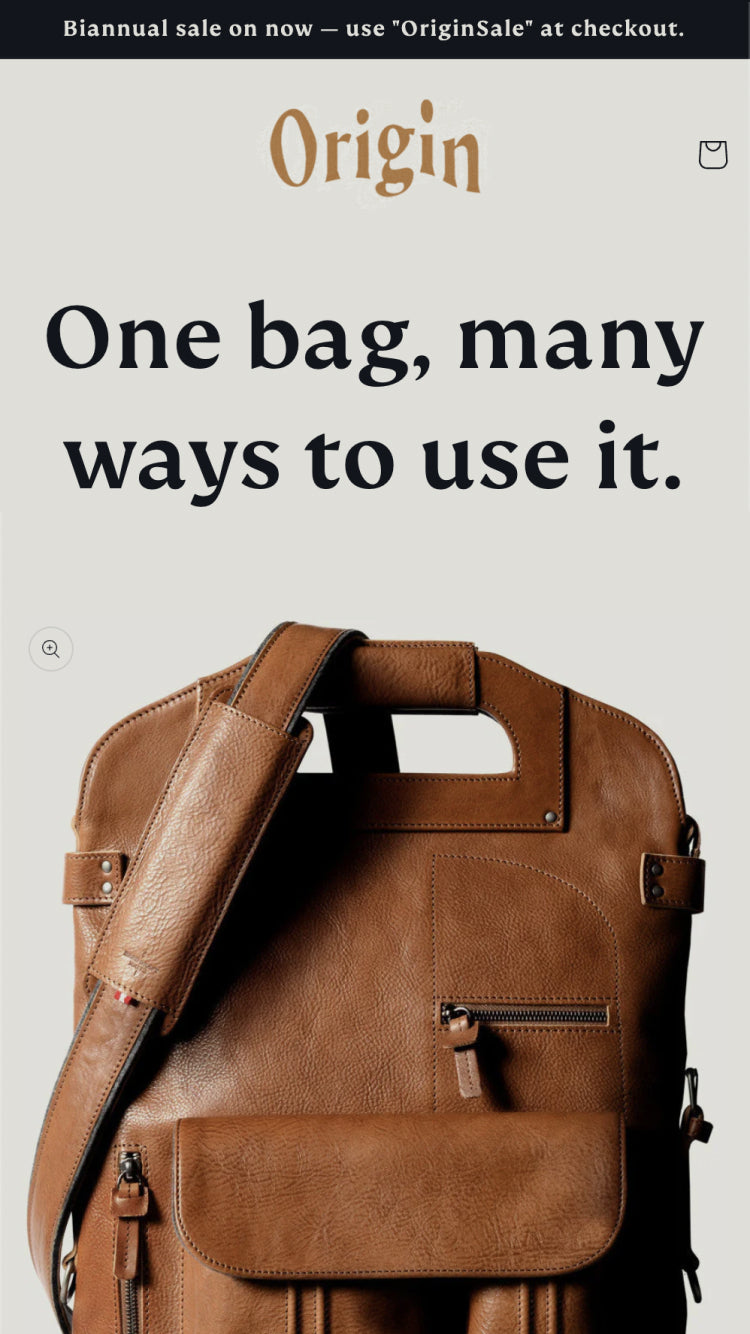 Biannual sale on now — use "OriginSale" at checkout.
Origin
One bag, many
ways to use it.